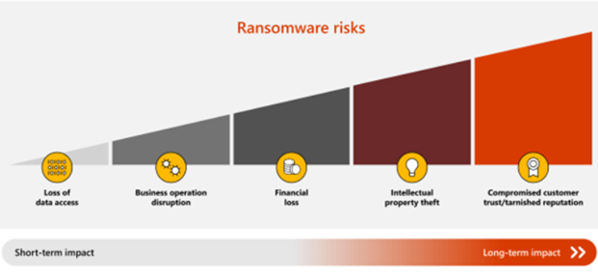 Ransomware risks
Loss of
data access
Business operation
disruption
Financial
loss
Intellectual
property theft
Compromised customer
trust/tarnished reputation
Short-term impact
Long-term impact